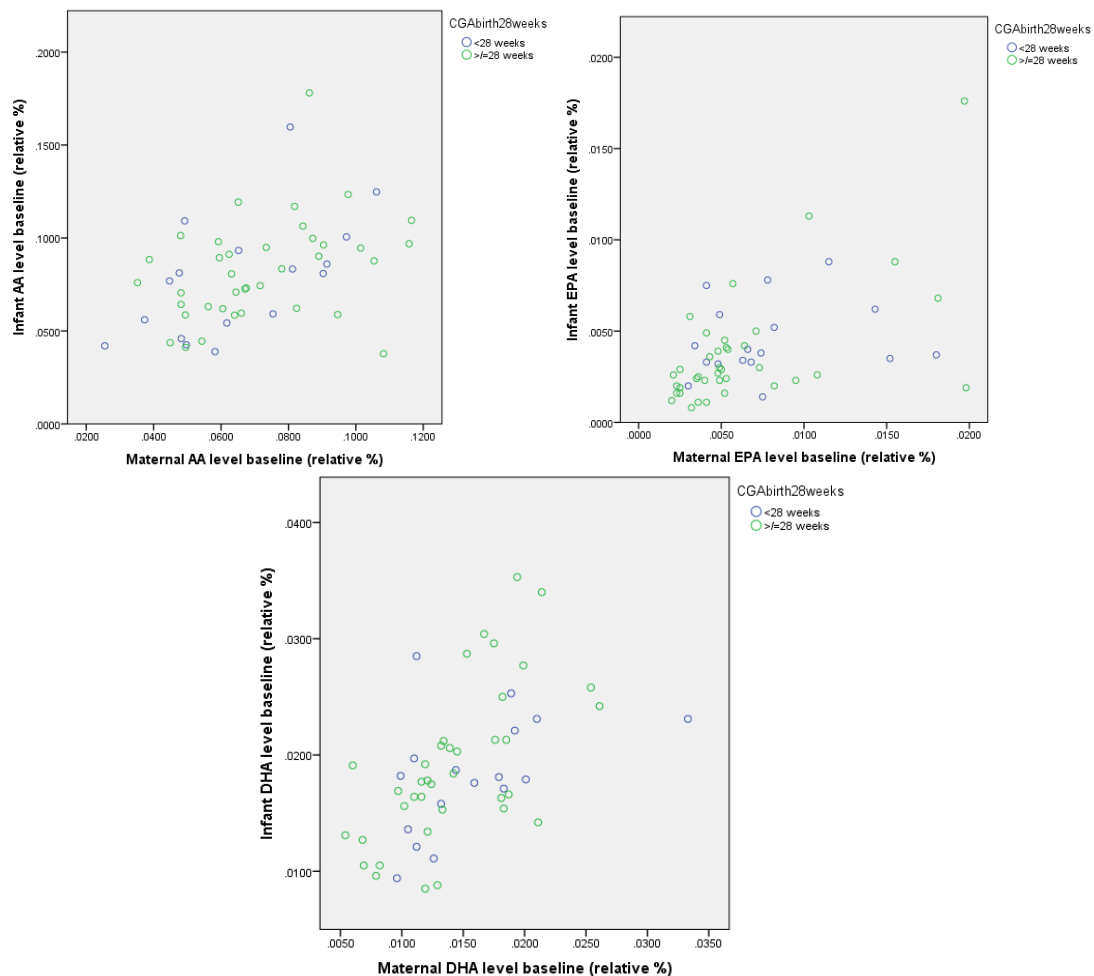 CGAbirth28weeks
<28 weeks
>/=28 weeks
Infant AA level baseline (relative %)
.2000
.1500
.1000
.0500
.0000
.0200 .0400 .0600 .0800 .1000 .1200
Maternal AA level baseline (relative %)
CGAbirth28weeks
<28 weeks
>/=28 weeks
Infant EPA level baseline (relative %)
.0200
.0150
.0100
.0050
.0000
.0000 .0050 .0100 .0150 .0200
Maternal EPA level baseline (relative %)
CGAbirth28weeks
<28 weeks
>/=28 weeks
Infant DHA level baseline (relative %)
.0400
.0300
.0200
.0100
.0050 .0100 .0150 .0200 .0250 .0300 .0350
Maternal DHA level baseline (relative %)